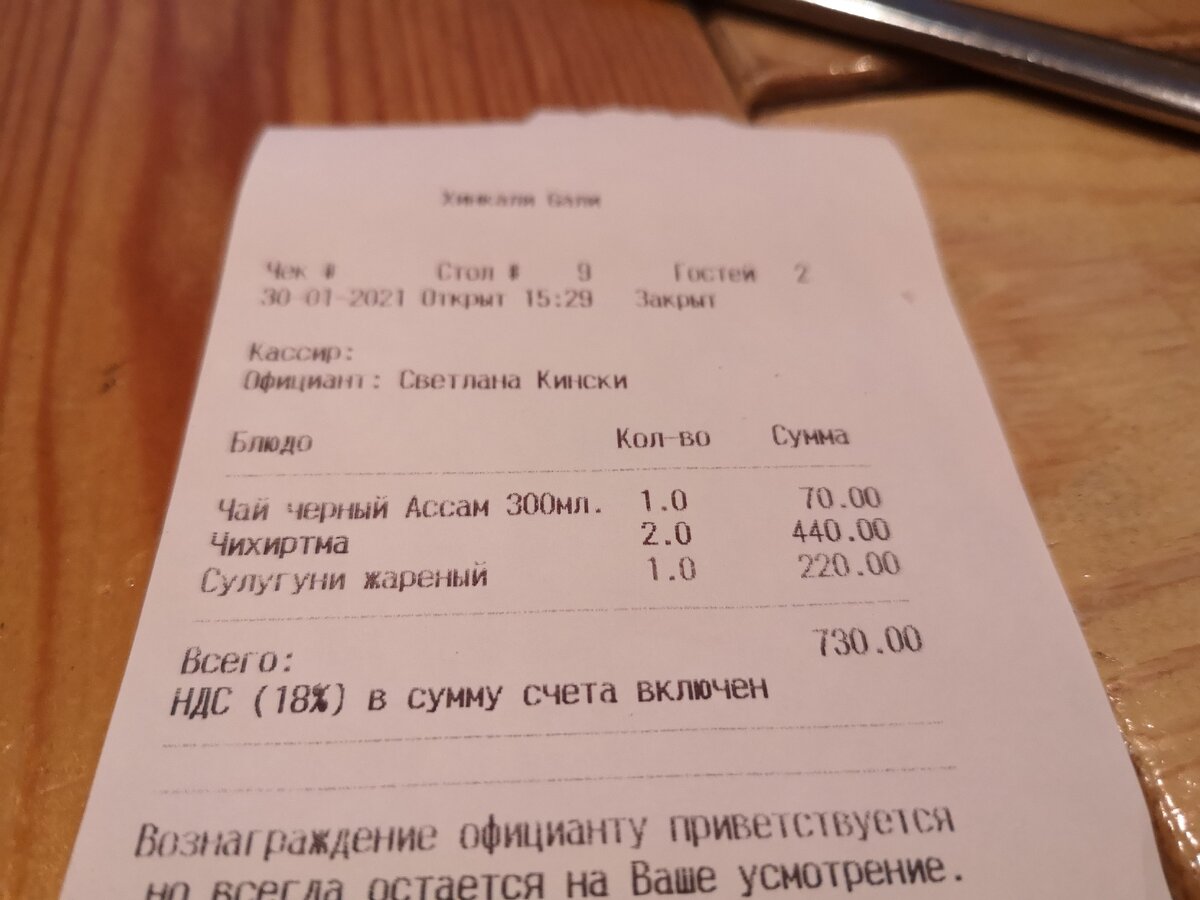 Хинкали Бали
Чек # Стол # 9 Гостей 2
30-01-2021 Открыт 15:29 Закрыт
Кассир:
Официант: Светлана Кински
Блюдо Кол-во Сумма
Чай черный Ассам 300мл. 1.0 70.00
Чихиртма 2.0 440.00
Сулугуни жареный 1.0 220.00
Всего: 730.00
НДС (18%) в сумму счета включен
Вознаграждение официанту приветствуется
но всегда остается на Ваше усмотрение.